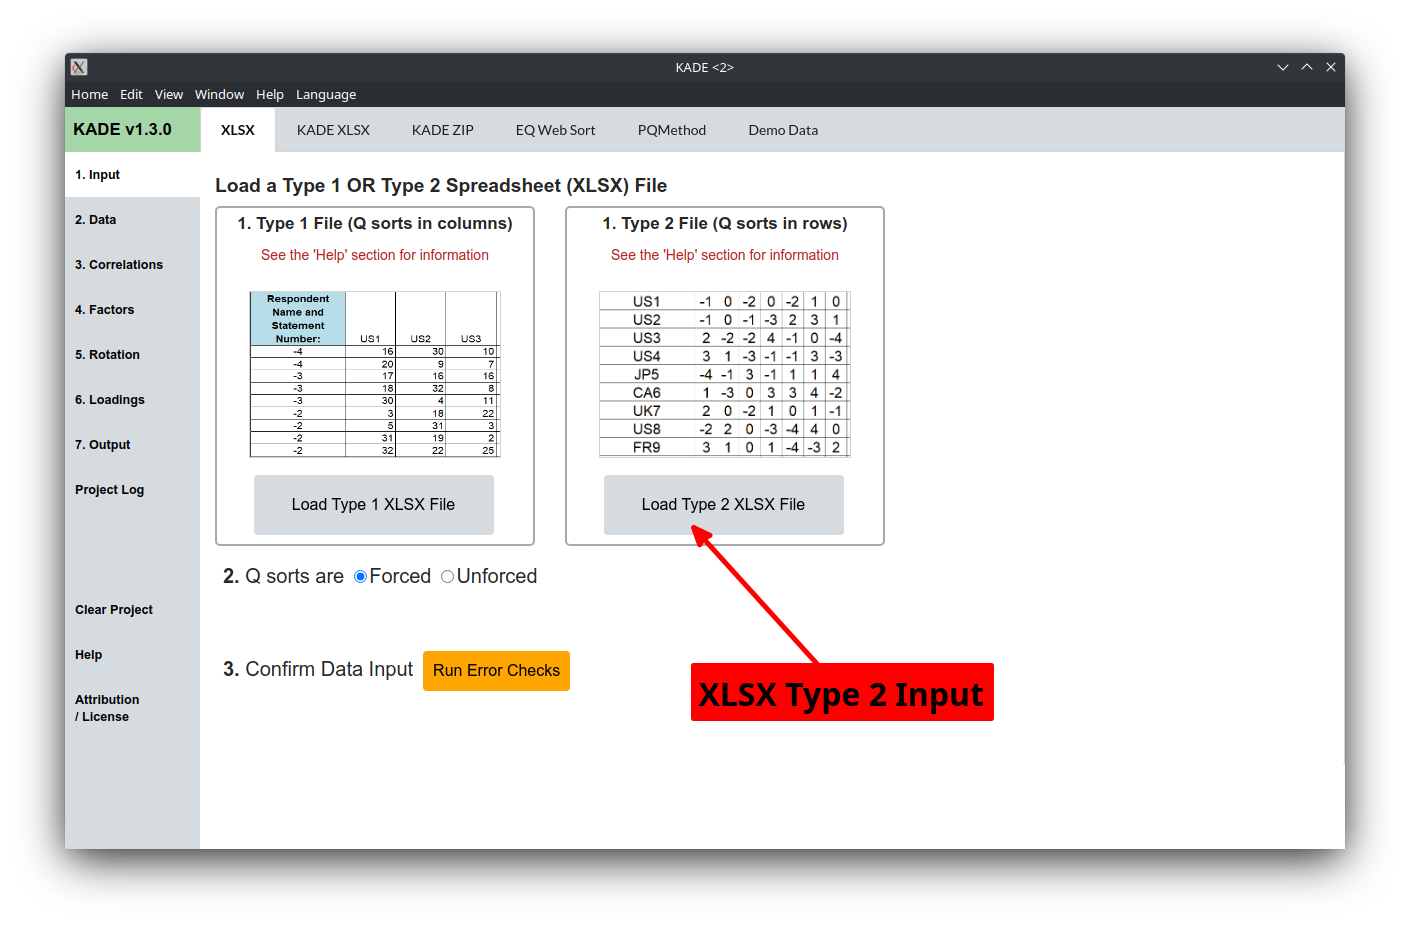 KADE <2>
Home Edit View Window Help Language
KADE v1.3.0
XLSX KADE XLSX KADE ZIP EQ Web Sort PQMethod Demo Data
1. Input
2. Data
3. Correlations
4. Factors
5. Rotation
6. Loadings
7. Output
Project Log
Clear Project
Help
Attribution
/ License
Load a Type 1 OR Type 2 Spreadsheet (XLSX) File
1. Type 1 File (Q sorts in columns)
See the 'Help' section for information
Respondent
Name and
Statement
Number: US1 US2 US3
-4 16 30 10
-4 20 9 7
-3 17 16 16
-3 18 32 8
-3 30 4 11
-2 3 18 22
-2 5 31 3
-2 31 19 2
-2 32 22 25
Load Type 1 XLSX File
1. Type 2 File (Q sorts in rows)
See the 'Help' section for information
US1 -1 0 -2 0 -2 1 0
US2 -1 0 -1 -3 2 3 1
US3 2 -2 -2 4 -1 0 -4
US4 3 1 -3 -1 -1 3 -3
JP5 -4 -1 3 -1 1 1 4
CA6 1 -3 0 3 3 4 -2
UK7 2 0 -2 1 0 1 -1
US8 -2 2 0 -3 -4 4 0
FR9 3 1 0 1 -4 -3 2
Load Type 2 XLSX File
2. Q sorts are Forced Unforced
3. Confirm Data Input Run Error Checks
XLSX Type 2 Input